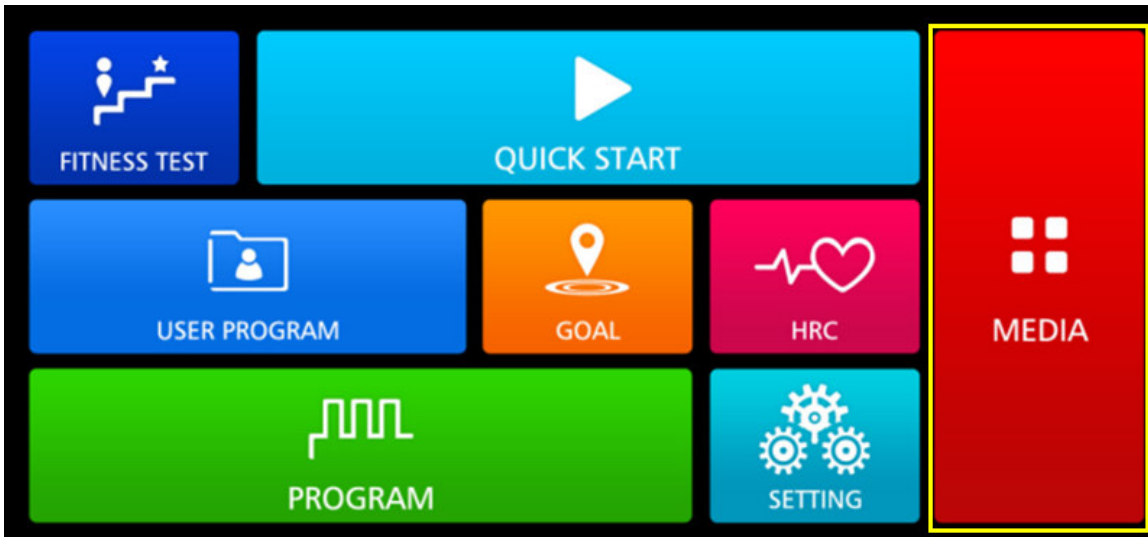 FITNESS TEST
QUICK START
USER PROGRAM
GOAL
HRC
MEDIA
PROGRAM
SETTING